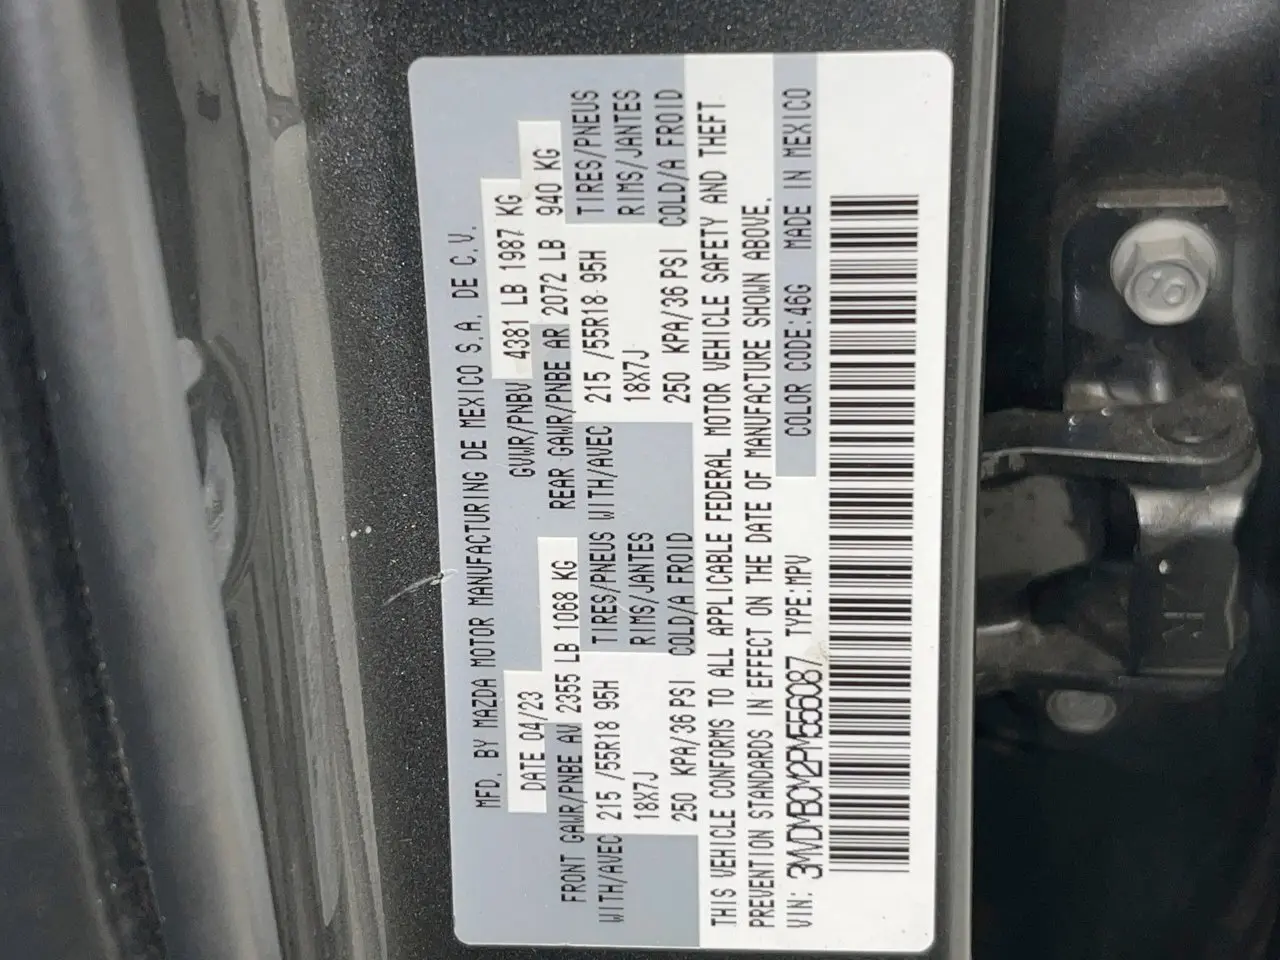 MFD. BY MAZDA MOTOR MANUFACTURING DE MEXICO S.A. DE C.V.
DATE 04/23 GVWR/PNBV 4381 LB 1987 KG
FRONT GAWR/PNBE AV 2355 LB 1068 KG REAR GAWR/PNBE AR 2072 LB 940 KG
WITH/AVEC 215 /55R18 95H TIRES/PNEUS WITH/AVEC 215 /55R18 95H TIRES/PNEUS
18X7J RIMS/JANTES 18X7J RIMS/JANTES
250 KPA/36 PSI COLD/A FROID 250 KPA/36 PSI COLD/A FROID
THIS VEHICLE CONFORMS TO ALL APPLICABLE FEDERAL MOTOR VEHICLE SAFETY AND THEFT
PREVENTION STANDARDS IN EFFECT ON THE DATE OF MANUFACTURE SHOWN ABOVE.
VIN: 3MVDMBCM2PM556087 TYPE:MPV COLOR CODE:46G MADE IN MEXICO
10